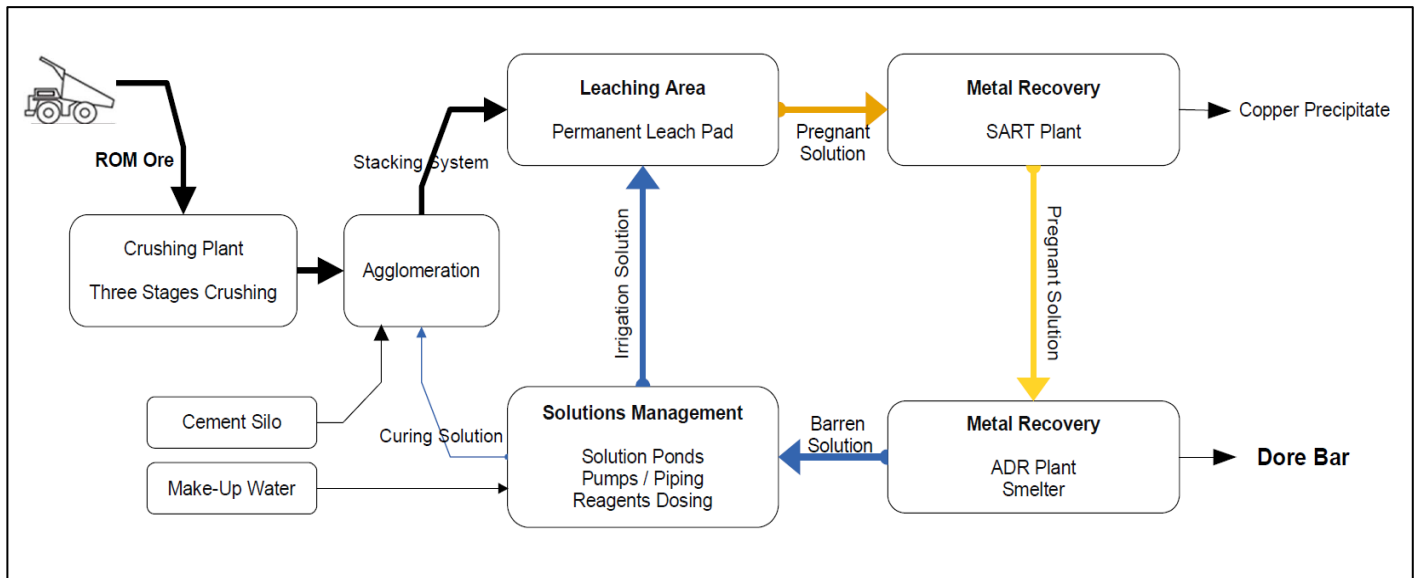 Leaching Area
Permanent Leach Pad
Metal Recovery
SART Plant
Copper Precipitate
Pregnant
Solution
ROM Ore
Stacking System
Crushing Plant
Three Stages Crushing
Agglomeration
Irrigation Solution
Pregnant Solution
Cement Silo
Make-Up Water
Curing Solution
Solutions Management
Solution Ponds
Pumps / Piping
Reagents Dosing
Barren
Solution
Metal Recovery
ADR Plant
Smelter
Dore Bar